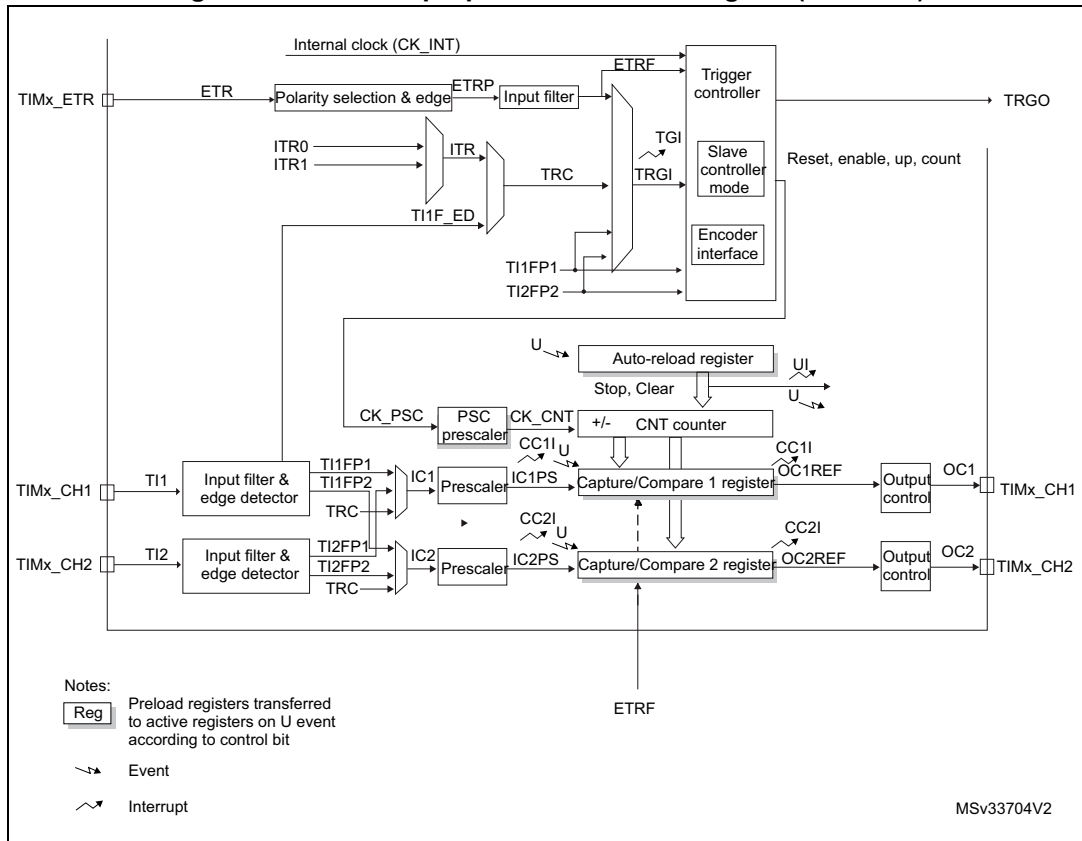 Internal clock (CK_INT)
ETRF
Trigger
controller
TIMx_ETR
ETR
Polarity selection & edge
ETRP
Input filter
TRGO
ITR0
ITR1
ITR
TGI
TRC
TRGI
Slave
controller
mode
Reset, enable, up, count
TI1F_ED
Encoder
interface
TI1FP1
TI2FP2
U
Auto-reload register
UI
Stop, Clear
U
CK_PSC
PSC
prescaler
CK_CNT
+/-
CNT counter
TIMx_CH1
TI1
Input filter &
edge detector
TI1FP1
TI1FP2
TRC
IC1
Prescaler
CC1I
IC1PS
U
Capture/Compare 1 register
CC1I
OC1REF
Output
control
OC1
TIMx_CH1
TIMx_CH2
TI2
Input filter &
edge detector
TI2FP1
TI2FP2
TRC
IC2
Prescaler
CC2I
IC2PS
U
Capture/Compare 2 register
CC2I
OC2REF
Output
control
OC2
TIMx_CH2
ETRF
Notes:
Reg
Preload registers transferred
to active registers on U event
according to control bit
Event
Interrupt
MSv33704V2